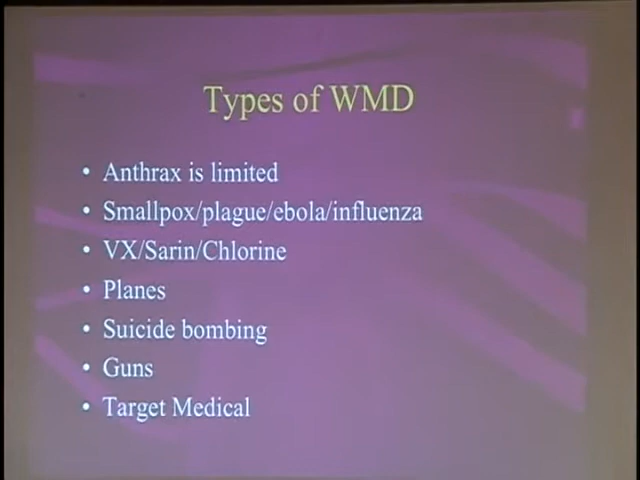 Types of WMD
• Anthrax is limited
• Smallpox/plague/ebola/influenza
• VX/Sarin/Chlorine
• Planes
• Suicide bombing
• Guns
• Target Medical